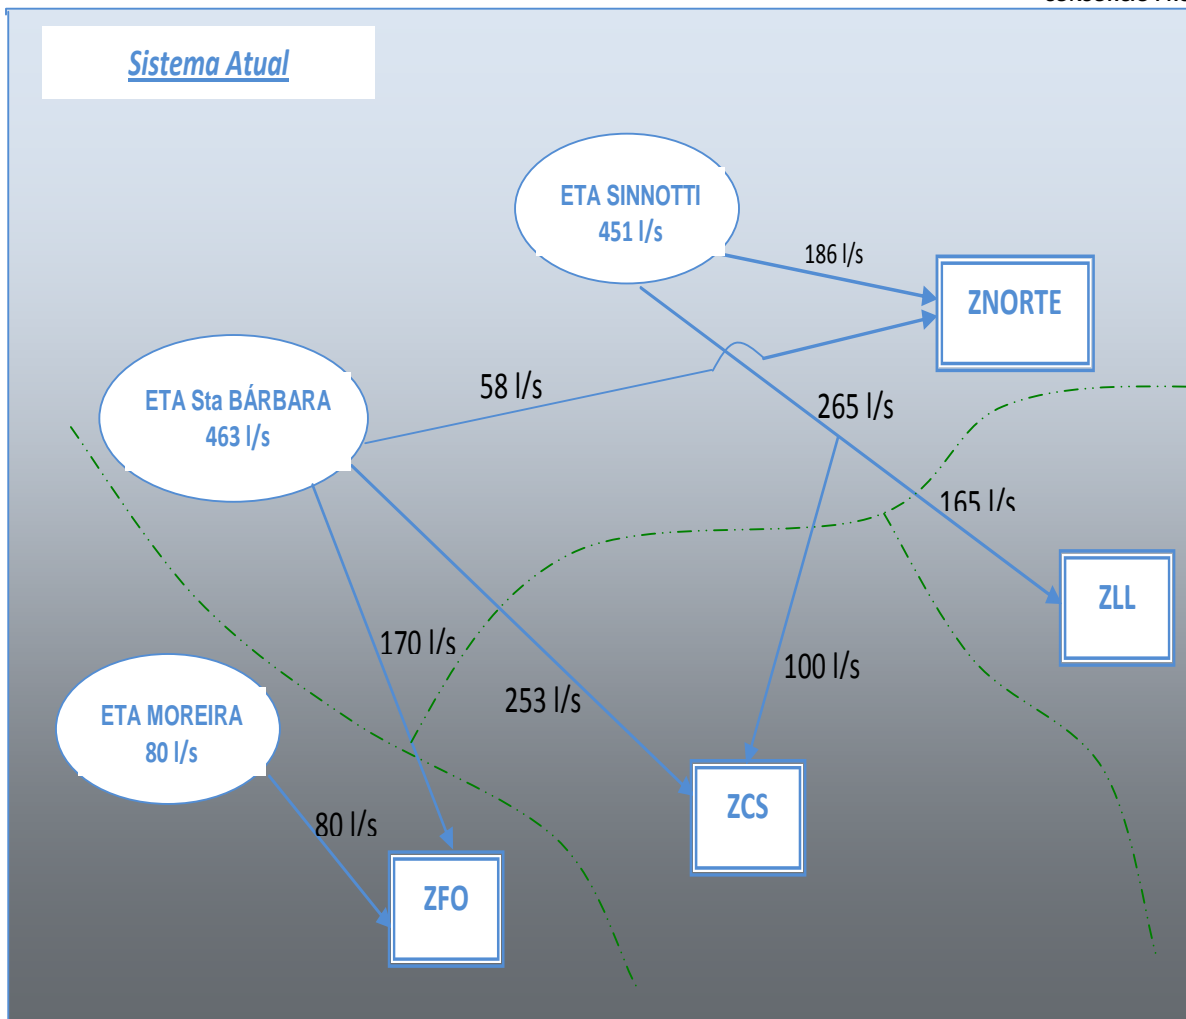 Sistema Atual
ETA SINNOTTI
451 l/s
186 l/s
ZNORTE
ETA Sta BÁRBARA
463 l/s
58 l/s
265 l/s
165 l/s
ZLL
170 l/s
253 l/s
100 l/s
ETA MOREIRA
80 l/s
80 l/s
ZCS
ZFO